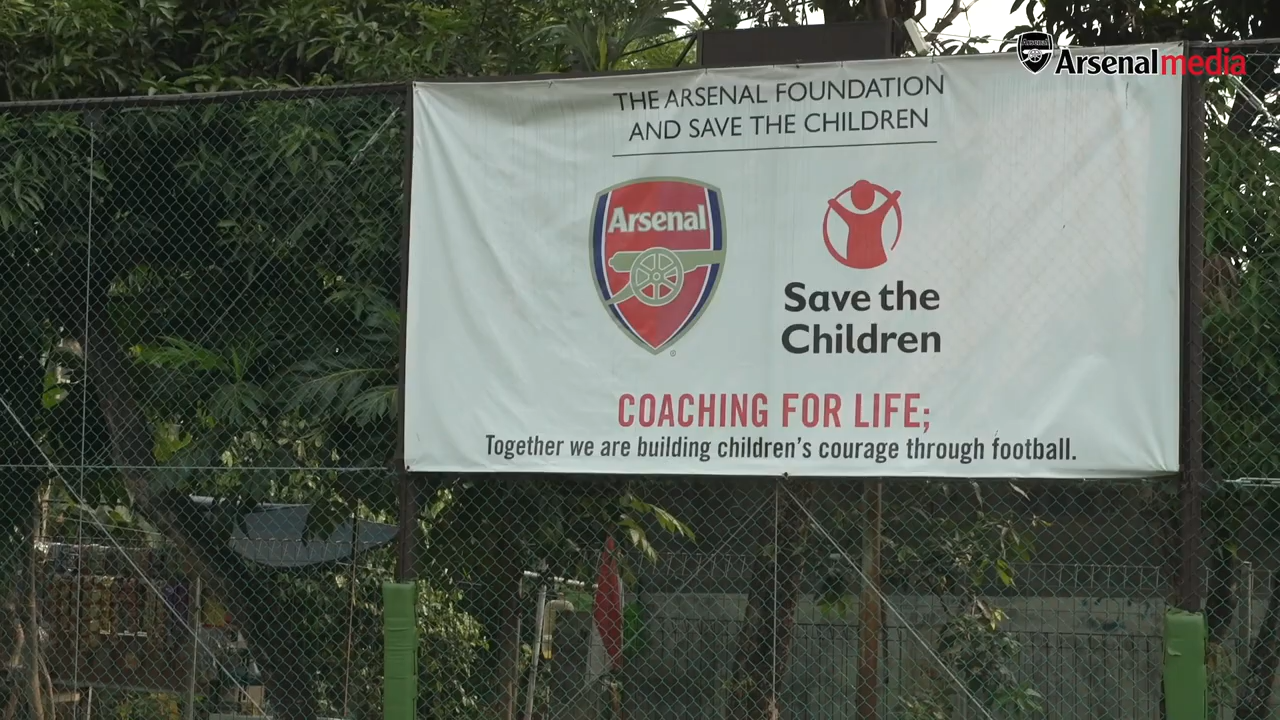 Arsenal
Arsenalmedia
THE ARSENAL FOUNDATION
AND SAVE THE CHILDREN
Arsenal
Save the
Children
COACHING FOR LIFE;
Together we are building children's courage through football.